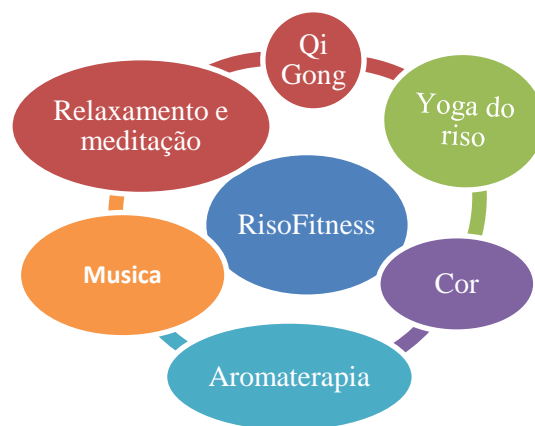 Qi
Gong
Yoga do
riso
Cor
Aromaterapia
Musica
Relaxamento e
meditação
RisoFitness